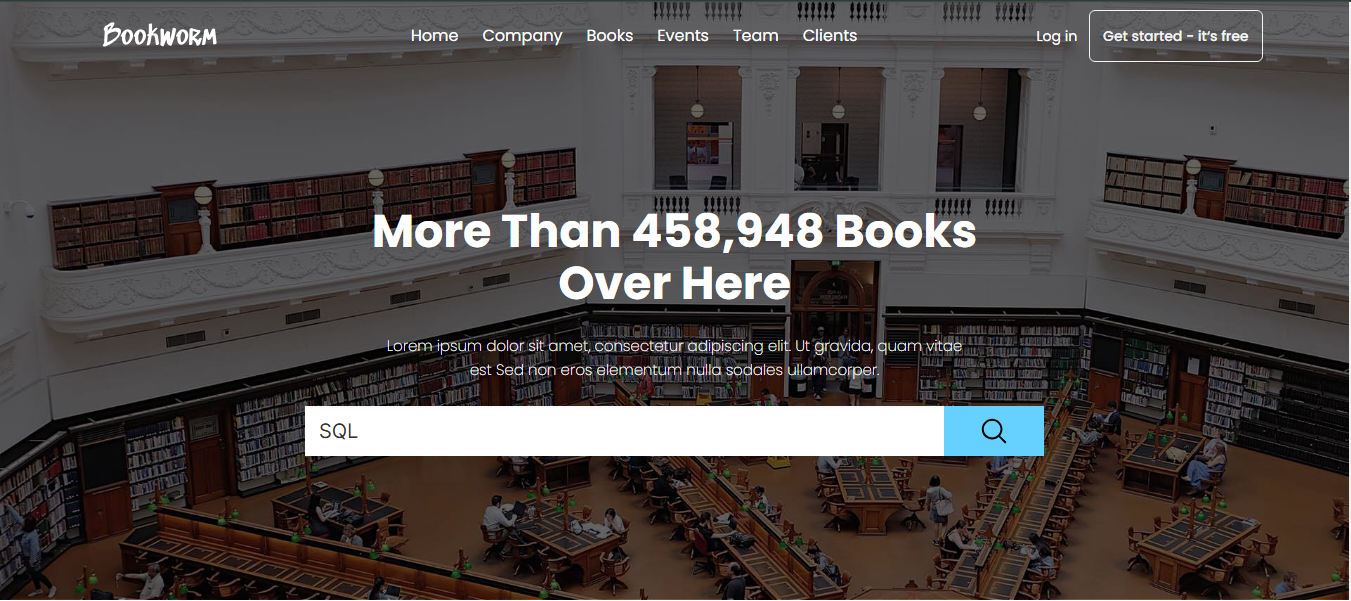 Bookworm
Home Company Books Events Team Clients
Log in
Get started - it's free
More Than 458,948 Books
Over Here
Lorem ipsum dolor sit amet, consectetur adipiscing elit. Ut gravida, quam vitae
est Sed non eros elementum nulla sodales ullamcorper.
SQL